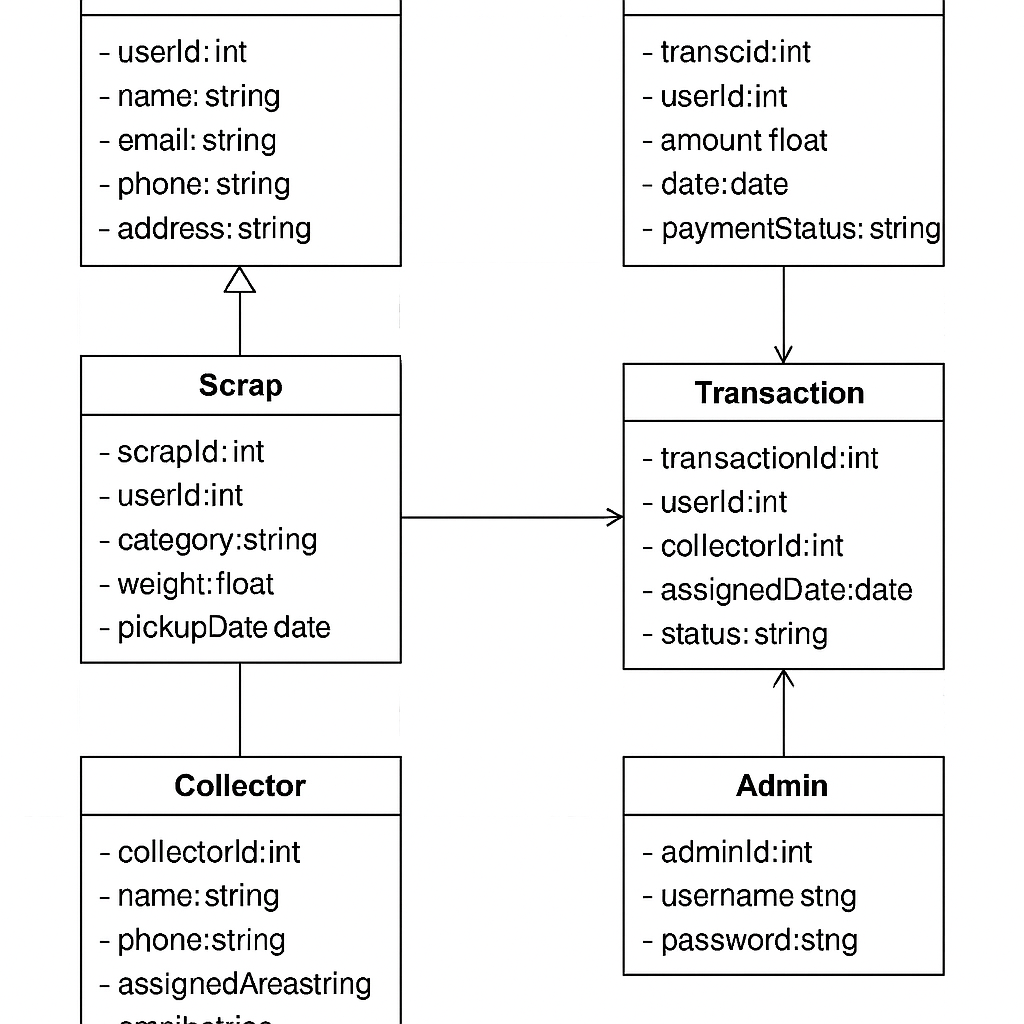 - userId: int
- name: string
- email: string
- phone: string
- address: string
- transcid:int
- userId:int
- amount float
- date:date
- paymentStatus: string
Scrap
- scrapId: int
- userId:int
- category:string
- weight:float
- pickupDate date
Transaction
- transactionId:int
- userId:int
- collectorId:int
- assignedDate:date
- status: string
Collector
- collectorId:int
- name: string
- phone:string
- assignedAreastring
Admin
- adminId:int
- username stng
- password:stng